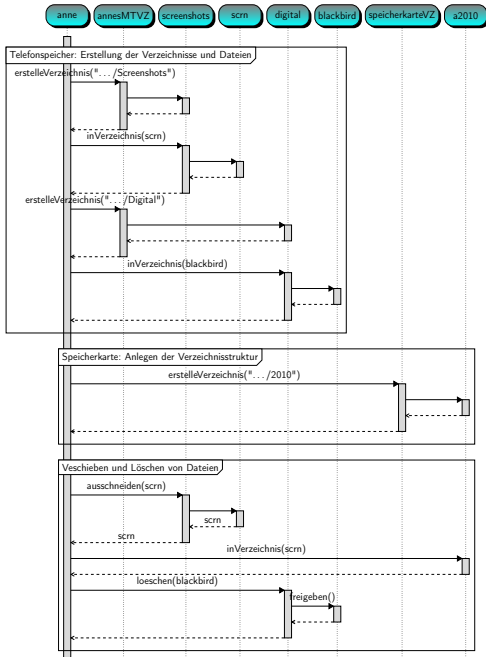 anne annesMTVZ screenshots scrn digital blackbird speicherkarteVZ a2010
Telefonspeicher: Erstellung der Verzeichnisse und Dateien
erstelleVerzeichnis(".../Screenshots")
inVerzeichnis(scrn)
erstelleVerzeichnis(".../Digital")
inVerzeichnis(blackbird)
Speicherkarte: Anlegen der Verzeichnisstruktur
erstelleVerzeichnis(".../2010")
Veschieben und Löschen von Dateien
ausschneiden(scrn)
scrn
scrn
inVerzeichnis(scrn)
loeschen(blackbird)
freigeben()